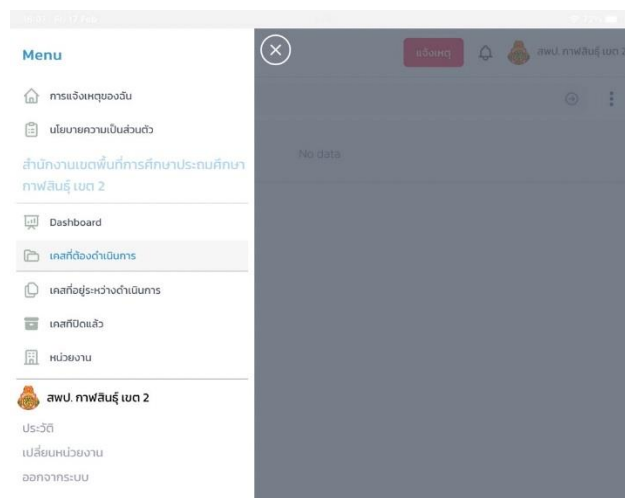 Menu
การแจ้งเหตุของฉัน
นโยบายความเป็นส่วนตัว
สำนักงานเขตพื้นที่การศึกษาประถมศึกษา
กาฬสินธุ์ เขต 2
Dashboard
เคสที่ต้องดำเนินการ
เคสที่อยู่ระหว่างดำเนินการ
เคสที่ปิดแล้ว
หน่วยงาน
สพป. กาฬสินธุ์ เขต 2
ประวัติ
เปลี่ยนหน่วยงาน
ออกจากระบบ
แจ้งเหตุ
สพป. กาฬสินธุ์ เขต 2
No data